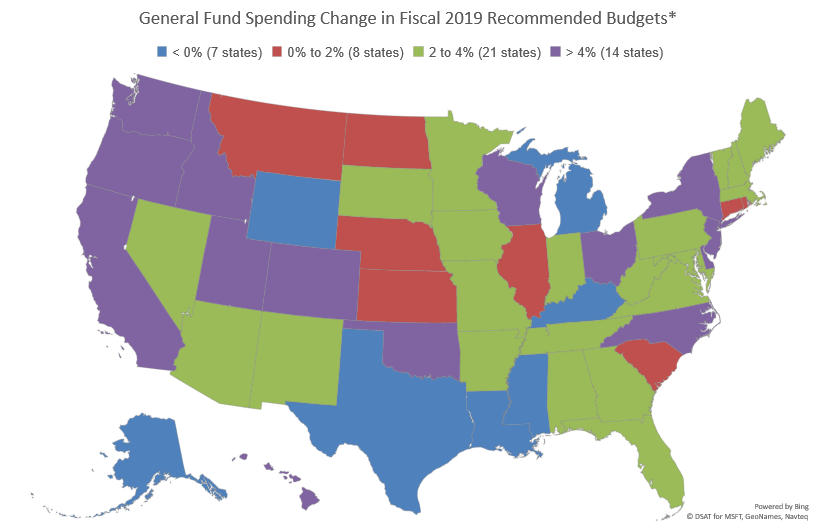 General Fund Spending Change in Fiscal 2019 Recommended Budgets*
< 0% (7 states) 0% to 2% (8 states) 2 to 4% (21 states) > 4% (14 states)
Powered by Bing
© DSAT for MSFT, GeoNames, Navteq